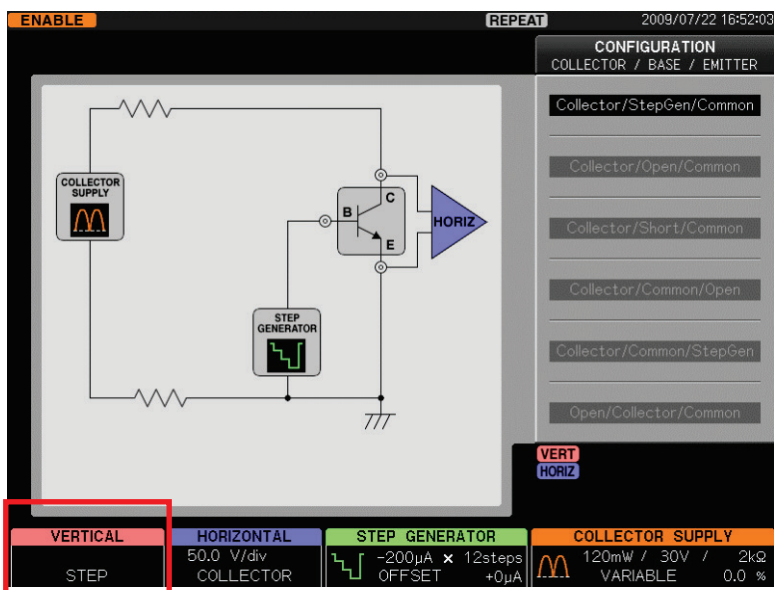 ENABLE
REPEAT
2009/07/22 16:52:03
CONFIGURATION
COLLECTOR / BASE / EMITTER
Collector/StepGen/Common
Collector/Open/Common
Collector/Short/Common
Collector/Common/Open
Collector/Common/StepGen
Open/Collector/Common
COLLECTOR
SUPPLY
B
C
E
HORIZ
STEP
GENERATOR
VERT
HORIZ
VERTICAL
STEP
HORIZONTAL
50.0 V/div
COLLECTOR
STEP GENERATOR
-200µA × 12steps
OFFSET +0µA
COLLECTOR SUPPLY
120mW / 30V / 2kΩ
VARIABLE 0.0 %